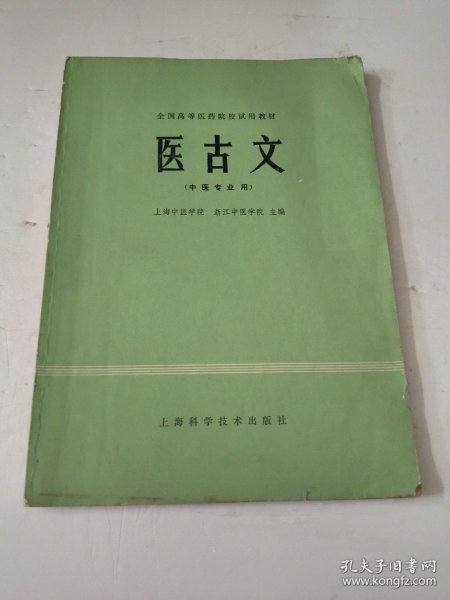 全国高等医药院校试用教材
医古文
(中医专业用)
上海中医学院 浙江中医学院 主编
上海科学技术出版社
孔夫子旧书网
www.kongfz.com